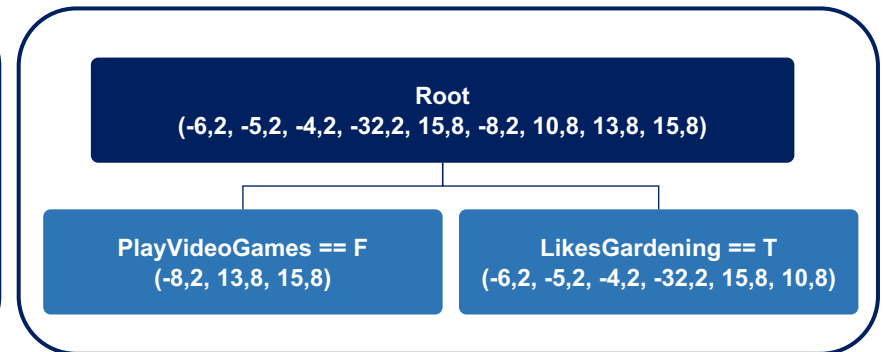 Root
(-6,2, -5,2, -4,2, -32,2, 15,8, -8,2, 10,8, 13,8, 15,8)
PlayVideoGames == F
(-8,2, 13,8, 15,8)
LikesGardening == T
(-6,2, -5,2, -4,2, -32,2, 15,8, 10,8)